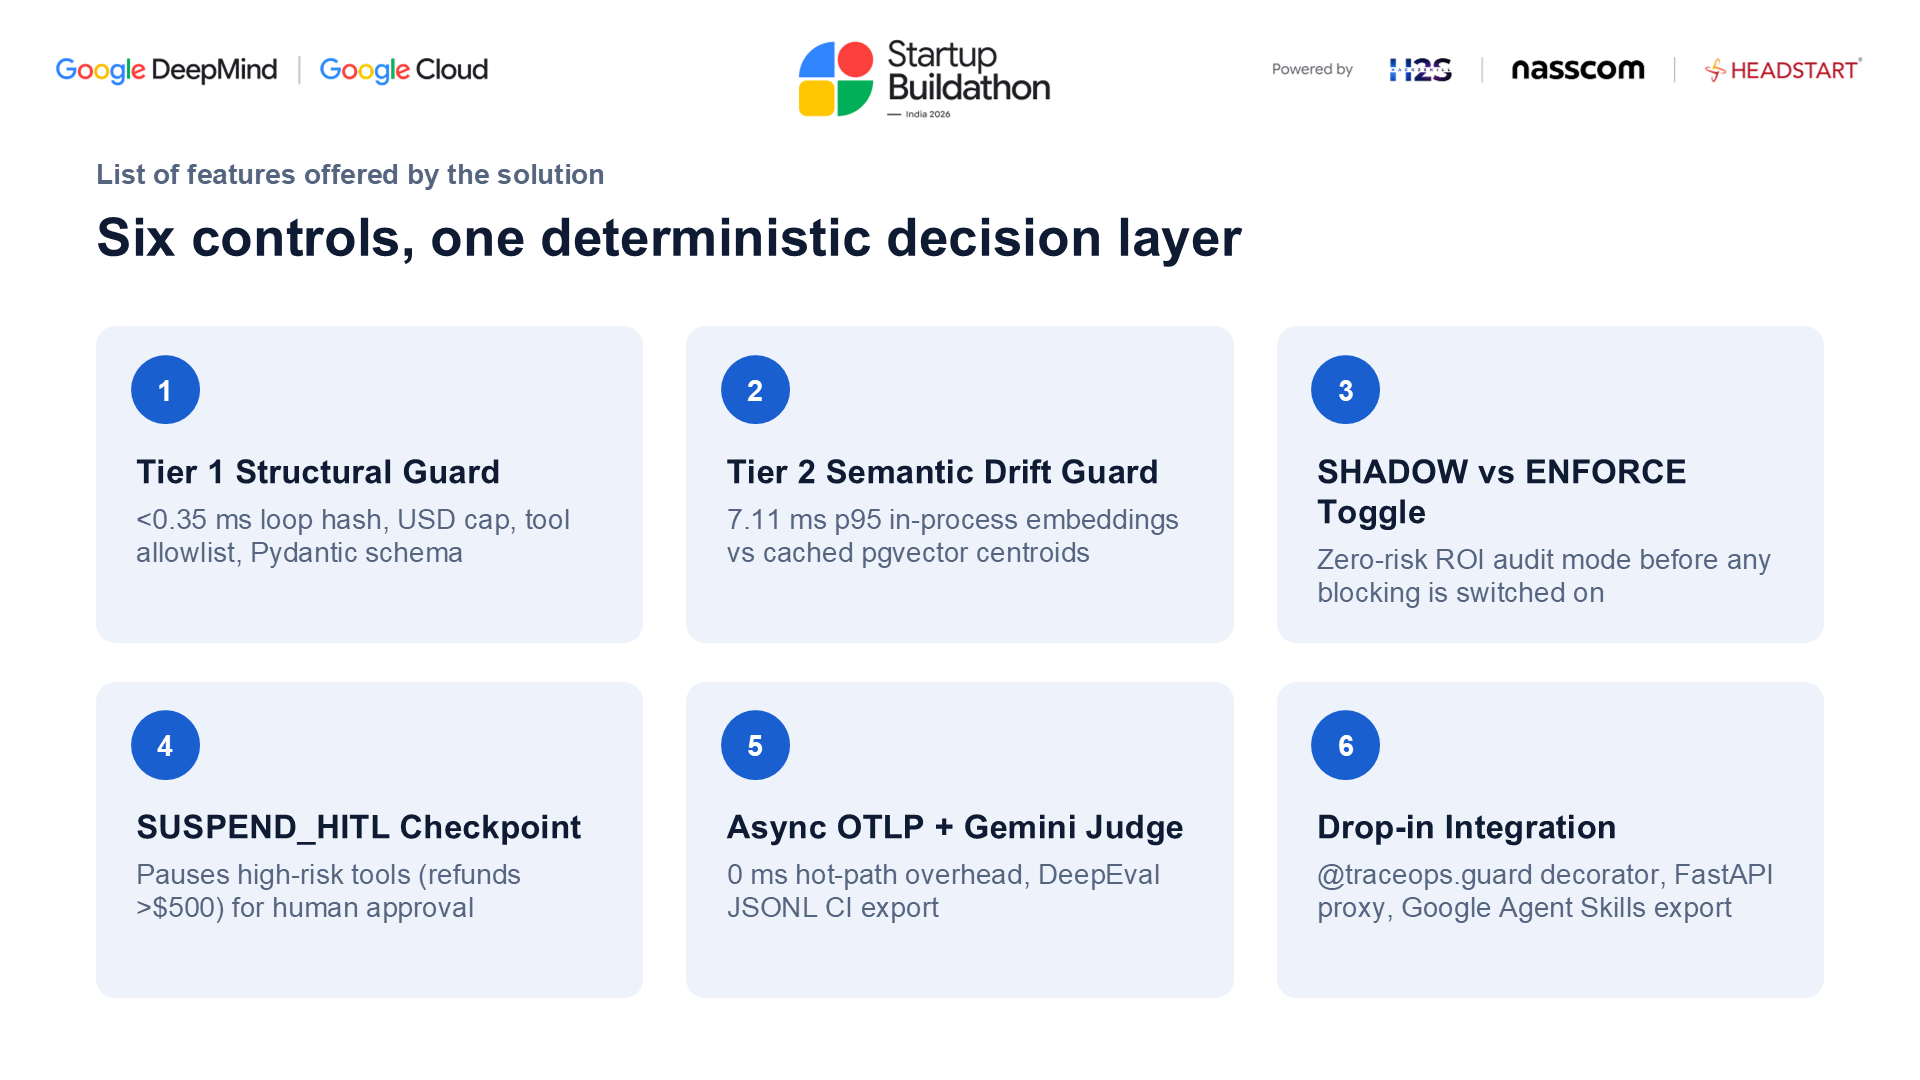 Google DeepMind | Google Cloud
Startup
Buildathon
— India 2026
Powered by H2S nasscom HEADSTART
List of features offered by the solution
Six controls, one deterministic decision layer
1
Tier 1 Structural Guard
<0.35 ms loop hash, USD cap, tool
allowlist, Pydantic schema
2
Tier 2 Semantic Drift Guard
7.11 ms p95 in-process embeddings
vs cached pgvector centroids
3
SHADOW vs ENFORCE
Toggle
Zero-risk ROI audit mode before any
blocking is switched on
4
SUSPEND_HITL Checkpoint
Pauses high-risk tools (refunds
>$500) for human approval
5
Async OTLP + Gemini Judge
0 ms hot-path overhead, DeepEval
JSONL CI export
6
Drop-in Integration
@traceops.guard decorator, FastAPI
proxy, Google Agent Skills export